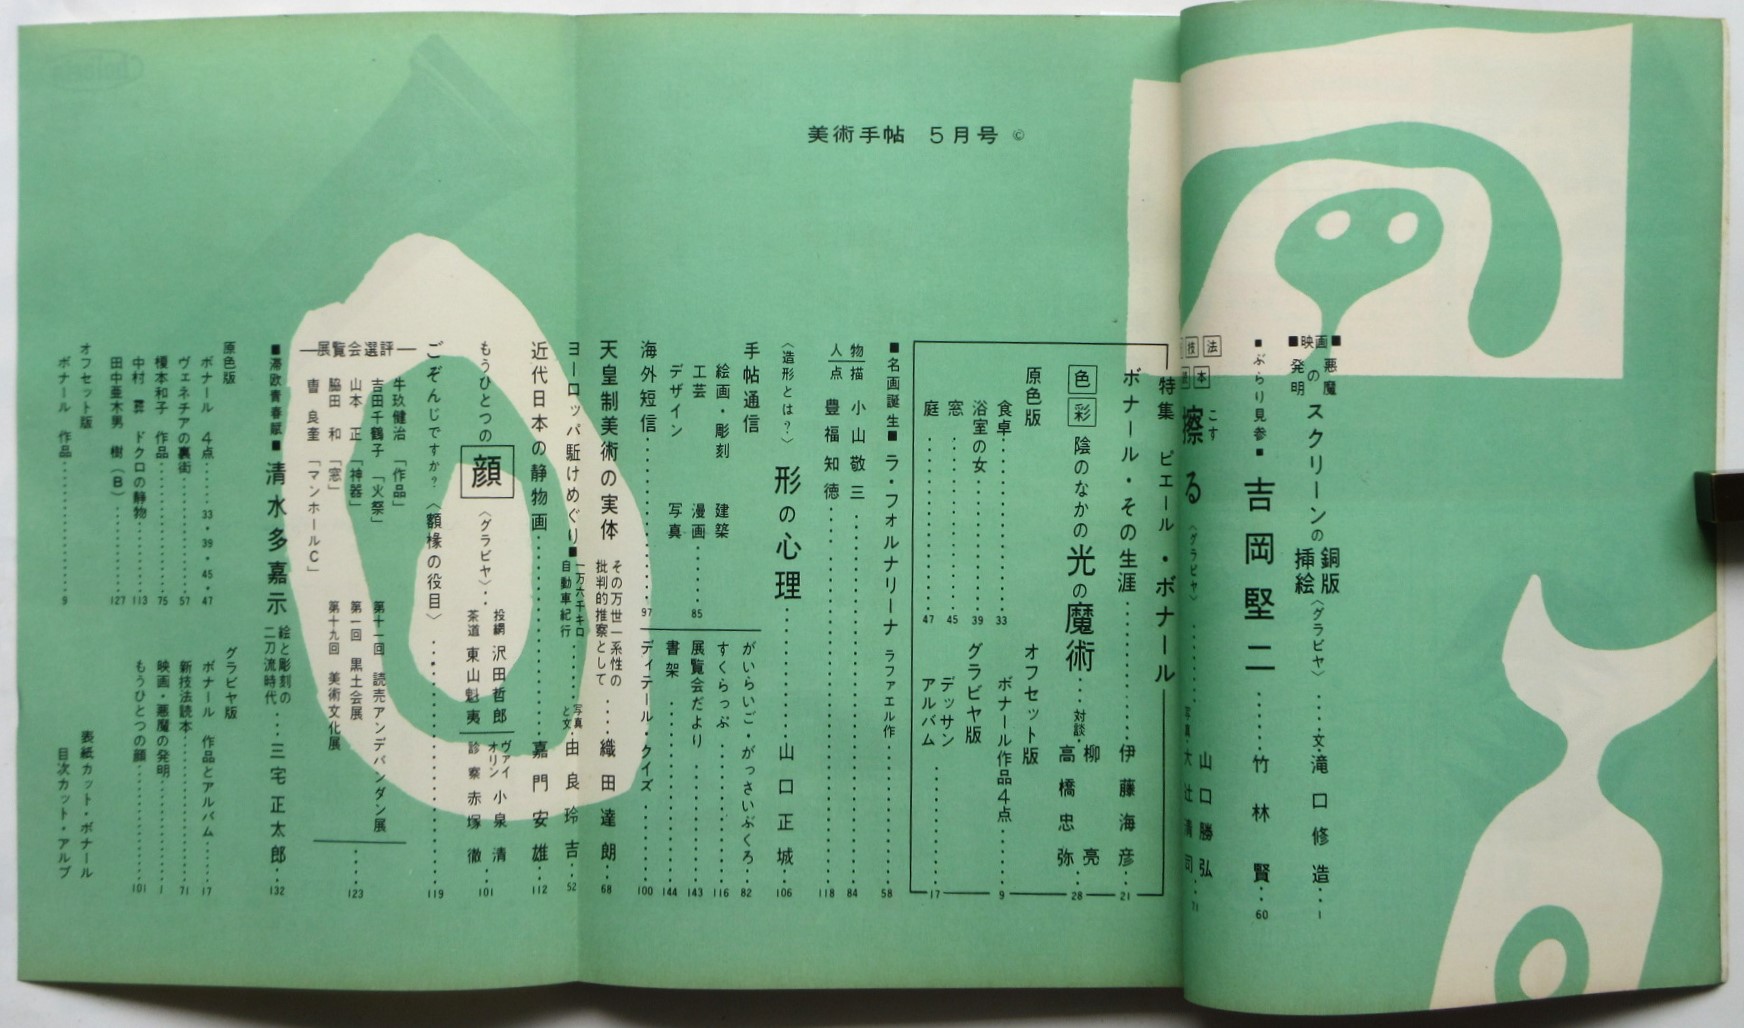 美術手帖 5月号 ©
■映画■
悪魔の発明
スクリーンの銅版挿絵〈グラビヤ〉‥‥文・滝口修造‥1
■ぶらり見参■ 吉岡堅二‥‥‥竹林 賢‥60
技法
本
擦る こする〈グラビヤ〉‥‥‥
山口勝弘
大辻清司‥71
特集 ピエール・ボナール
ボナール・その生涯‥‥‥伊藤海彦‥21
色彩 陰のなかの光の魔術‥‥対談・柳 亮 高橋忠弥‥28
原色版
食卓‥‥‥33
浴室の女‥‥‥39
窓‥‥‥45
庭‥‥‥47
オフセット版
ボナール作品4点‥‥9
グラビヤ版
デッサン
アルバム‥‥‥17
■名画誕生■ ラ・フォルナリーナ ラファエル作‥‥‥58
人物
描 小山敬三‥‥‥84
点 豊福知徳‥‥‥118
〈造形とは?〉 形の心理‥‥‥山口正城‥106
手帖通信
絵画・彫刻 建築
工芸 漫画‥‥85
デザイン 写真
海外短信‥‥‥97
がいらいご・がっさいぶくろ‥82
すくらっぷ‥‥‥116
展覧会だより‥‥‥143
書架‥‥‥144
ディテール・クイズ‥‥‥100
天皇制美術の実体 その万世一系性の批判的推察として‥‥織田達朗‥68
ヨーロッパ駈けめぐり■一万六千キロ自動車紀行‥‥‥写真と文・由良玲吉‥52
近代日本の静物画‥‥‥嘉門安雄‥112
もうひとつの顔〈グラビヤ〉‥‥
投網 沢田哲郎
茶道 東山魁夷
ヴァイオリン 小泉 清
診察 赤塚 徹‥101
ごぞんじですか?〈額縁の役目〉‥‥‥119
展覧会選評
牛玖健治「作品」
吉田千鶴子「火祭」
山本 正「神器」
脇田 和「窓」
曺 良奎「マンホールC」
第十一回 読売アンデパンダン展
第一回 黒土会展
第十九回 美術文化展
‥‥123
■滞欧青春賦■ 清水多嘉示 絵と彫刻の二刀流時代‥‥三宅正太郎‥132
原色版
ボナール 4点‥‥33・39 45・47
ヴェネチアの裏街‥‥‥57
榎本和子 作品‥‥‥75
中村 彝 ドクロの静物‥‥‥113
田中亜木男 樹(B)‥‥‥127
オフセット版
ボナール 作品‥‥‥9
グラビヤ版
ボナール 作品とアルバム‥‥17
新技法読本‥‥‥71
映画・悪魔の発明‥‥‥1
もうひとつの顔‥‥‥101
表紙カット・ボナール
目次カット・アルプ